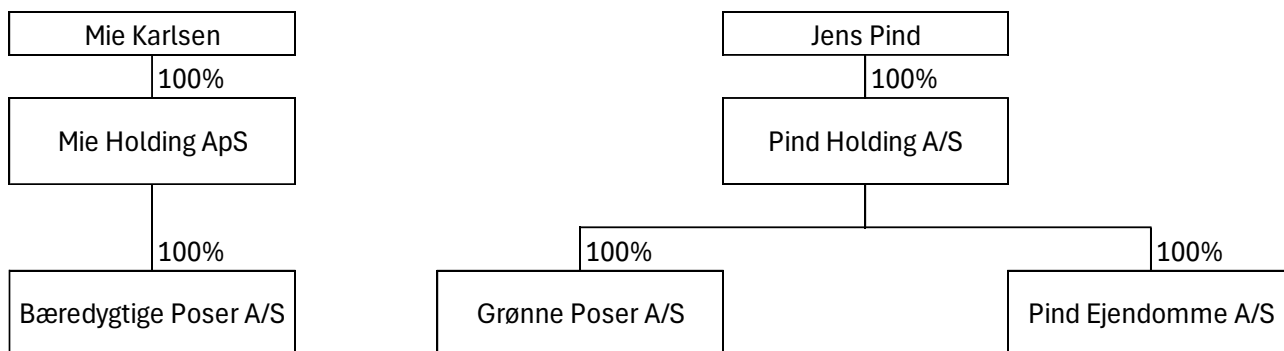 Mie Karlsen
100%
Mie Holding ApS
100%
Bæredygtige Poser A/S
Jens Pind
100%
Pind Holding A/S
100%
Grønne Poser A/S
100%
Pind Ejendomme A/S